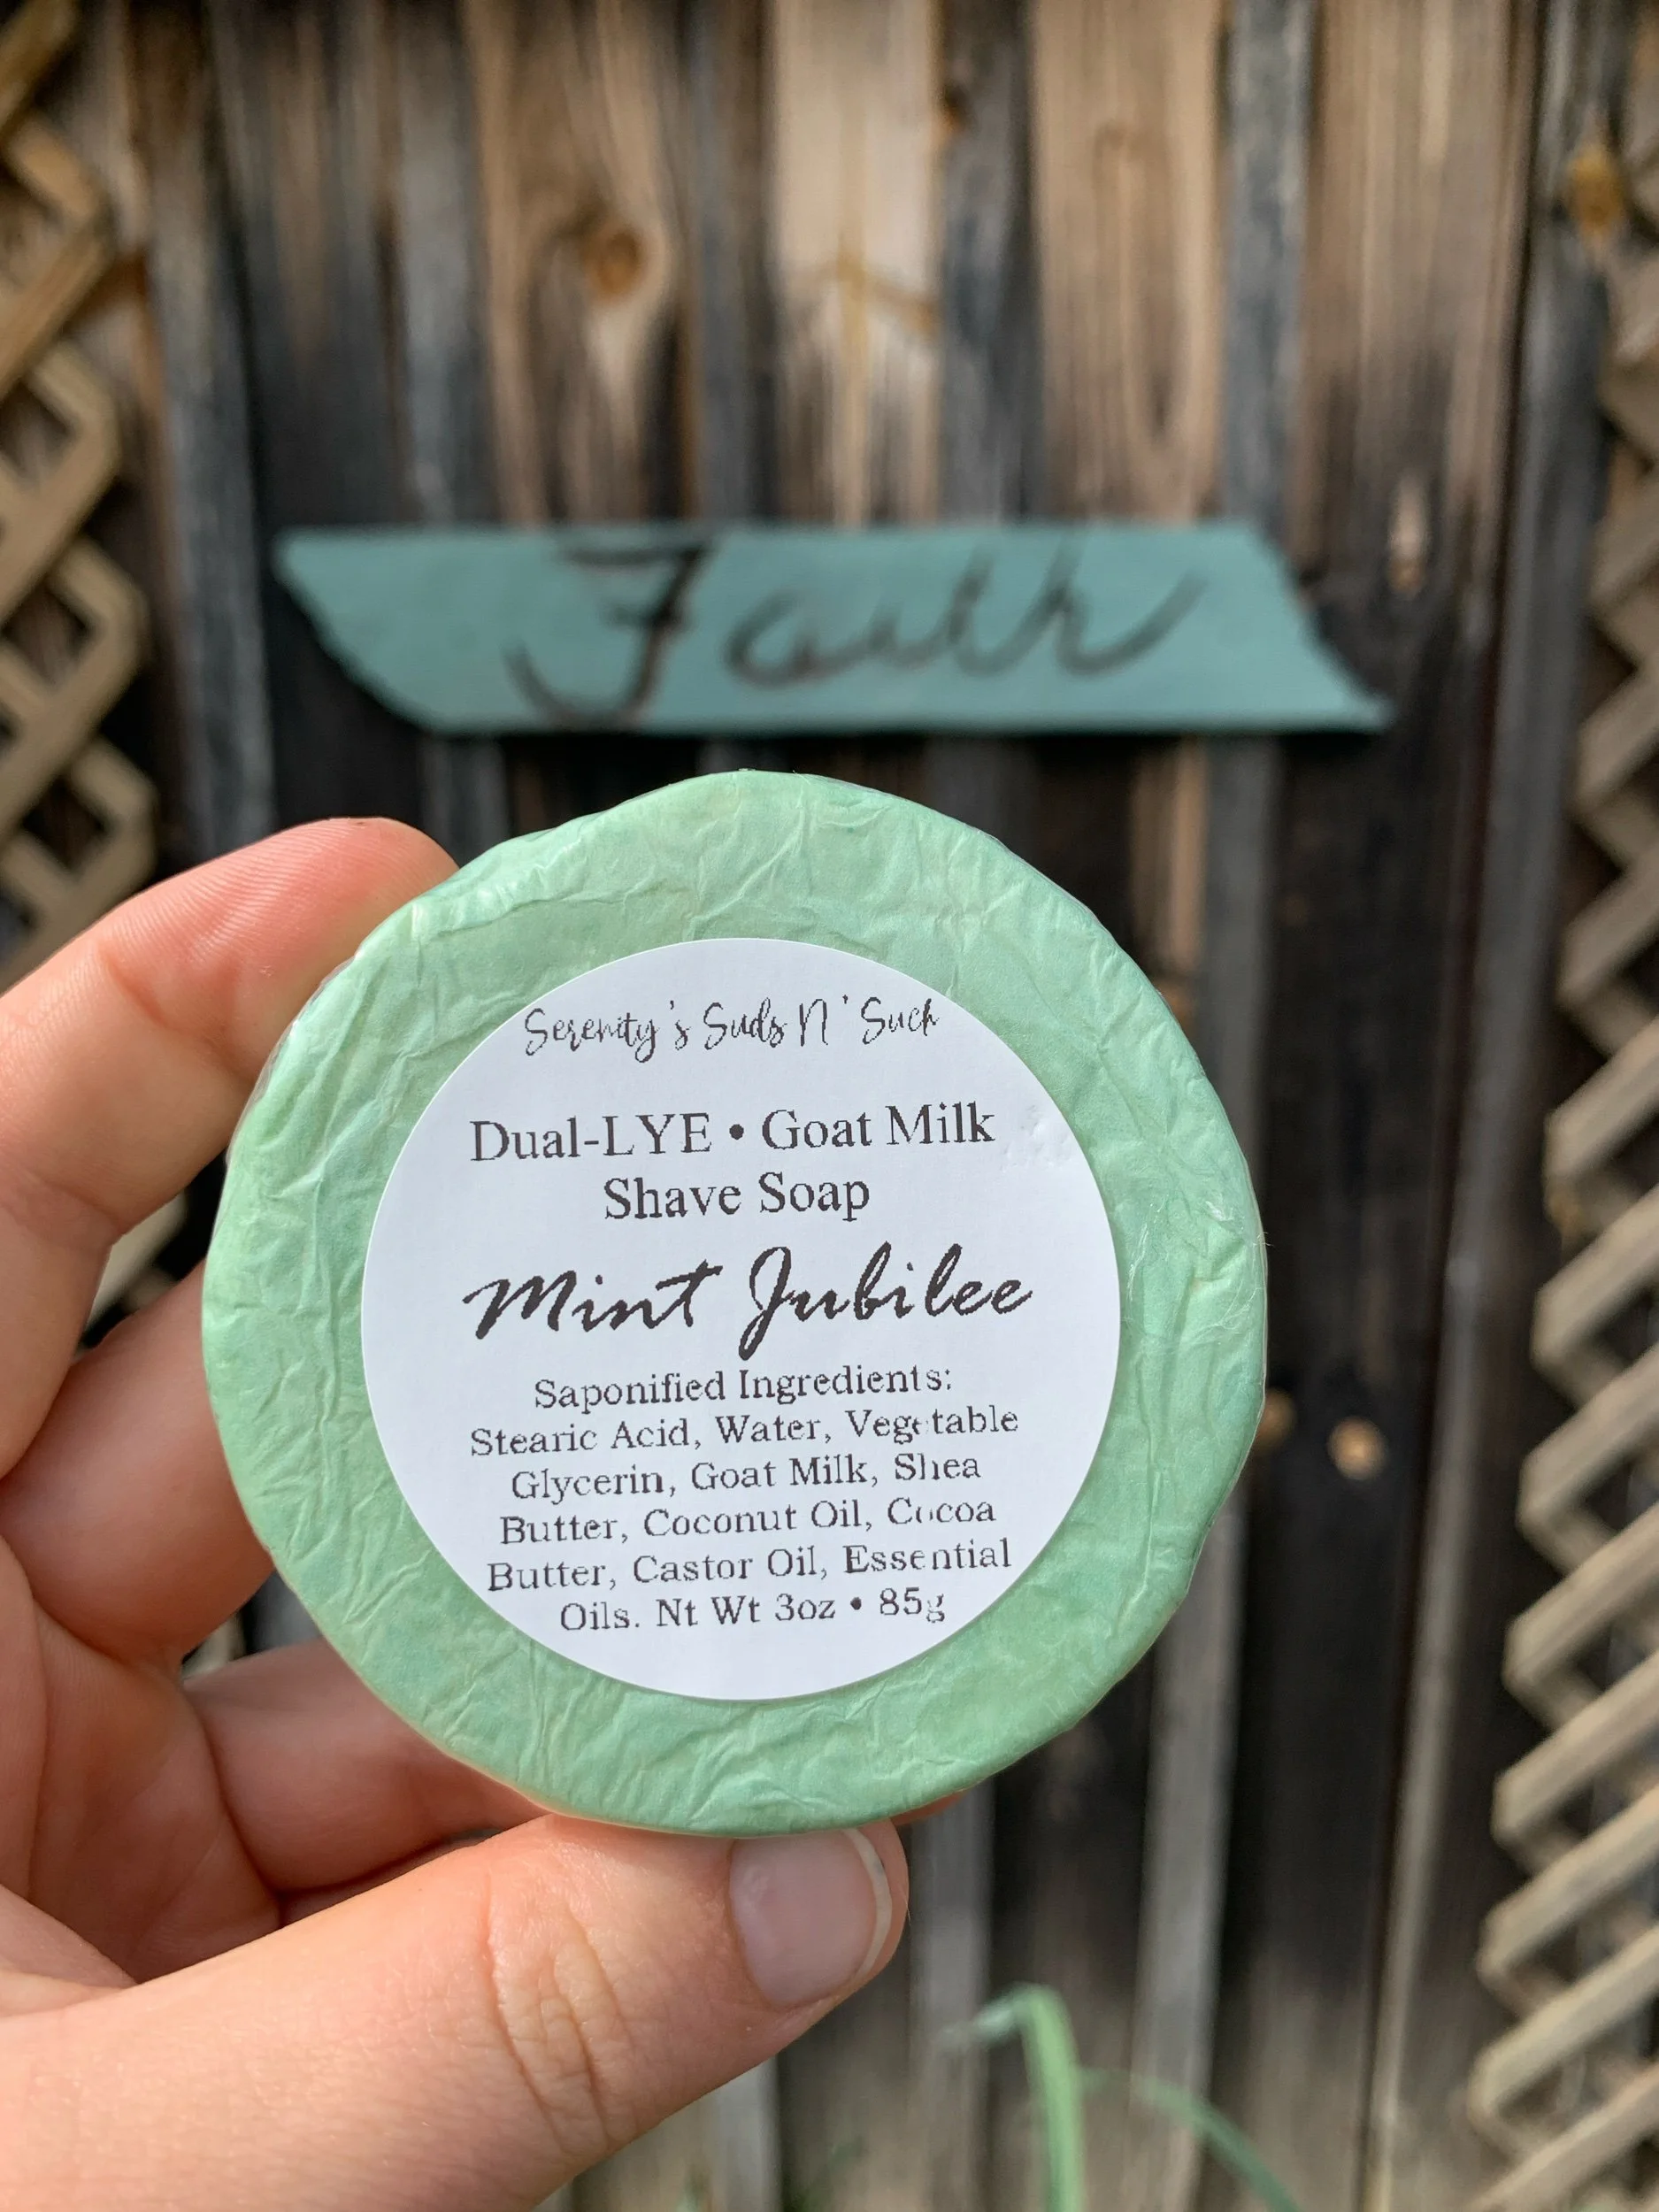 Faith
Serenity's Suds N' Such
Dual-LYE • Goat Milk
Shave Soap
Mint Jubilee
Saponified Ingredients:
Stearic Acid, Water, Vegetable
Glycerin, Goat Milk, Shea
Butter, Coconut Oil, Cocoa
Butter, Castor Oil, Essential
Oils. Nt Wt 3oz • 85g